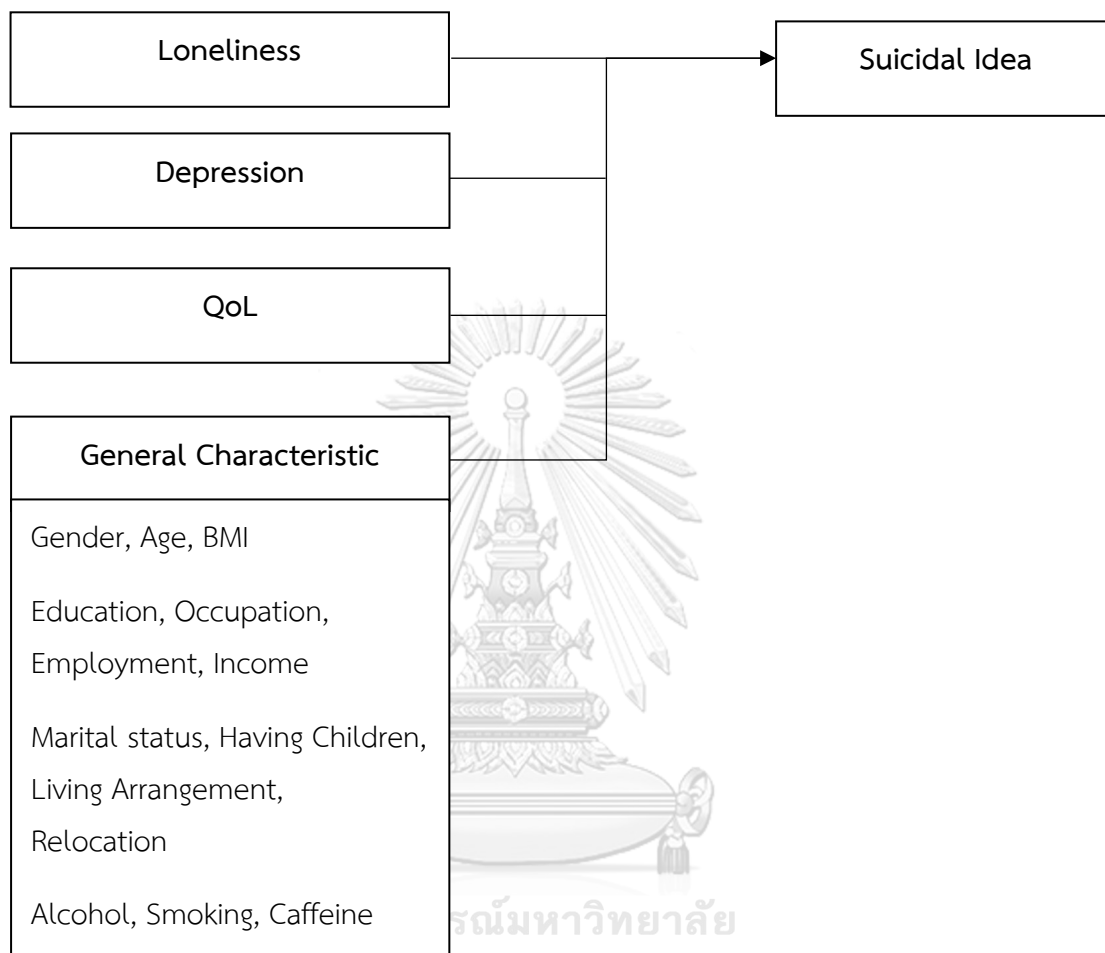 Loneliness
Suicidal Idea
Depression
QoL
General Characteristic
Gender, Age, BMI
Education, Occupation,
Employment, Income
Marital status, Having Children,
Living Arrangement,
Relocation
Alcohol, Smoking, Caffeine
รณ์มหาวิทยาลัย